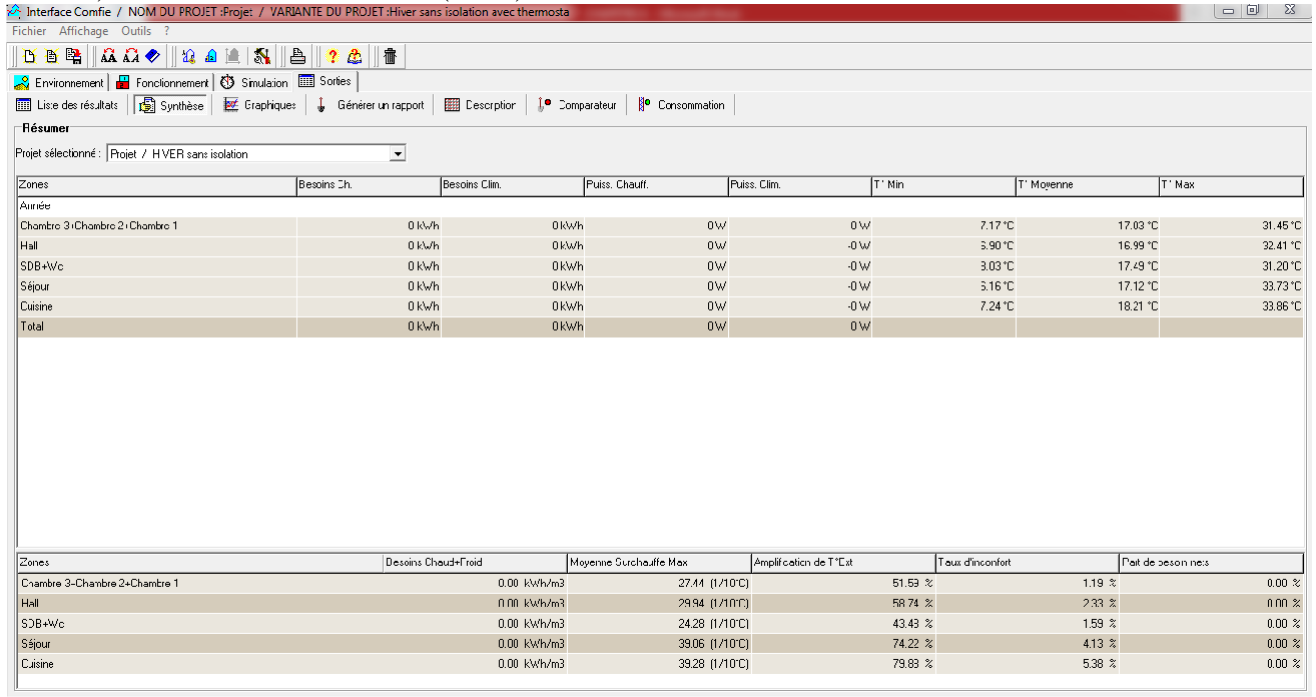 Interface Comfie / NOM DU PROJET :Projet / VARIANTE DU PROJET :Hiver sans isolation avec thermosta
Fichier Affichage Outils ?
Environnement Fonctionnement Simulation Sorties
Liste des résultats Synthèse Graphiques Générer un rapport Description Comparateur Consommation
Résumer
Projet sélectionné : Projet / HIVER sans isolation
Zones Besoins Ch. Besoins Clim. Puiss. Chauff. Puiss. Clim. T° Min T° Moyenne T° Max
Année
Chambre 3+Chambre 2+Chambre 1 0 kWh 0 kWh 0 W 0 W 7.17 °C 17.03 °C 31.45 °C
Hall 0 kWh 0 kWh 0 W -0 W 6.90 °C 16.99 °C 32.41 °C
SDB+Wc 0 kWh 0 kWh 0 W -0 W 17.49 °C 31.20 °C
Séjour 0 kWh 0 kWh 0 W -0 W 6.16 °C 17.12 °C 33.73 °C
Cuisine 0 kWh 0 kWh 0 W -0 W 7.24 °C 18.21 °C 33.86 °C
Total 0 kWh 0 kWh 0 W 0 W
Zones Besoins Chaud+Froid Moyenne Surchauffe Max Amplification de T°Ext Taux d'inconfort Part de besoin nets
Chambre 3+Chambre 2+Chambre 1 0.00 kWh/m3 27.44 (1/10°C) 51.59 % 1.19 % 0.00 %
Hall 0.00 kWh/m3 29.94 (1/10°C) 58.74 % 2.33 % 0.00 %
SDB+Wc 0.00 kWh/m3 24.28 (1/10°C) 43.43 % 1.59 % 0.00 %
Séjour 0.00 kWh/m3 39.06 (1/10°C) 74.22 % 4.13 % 0.00 %
Cuisine 0.00 kWh/m3 39.28 (1/10°C) 79.83 % 5.38 % 0.00 %